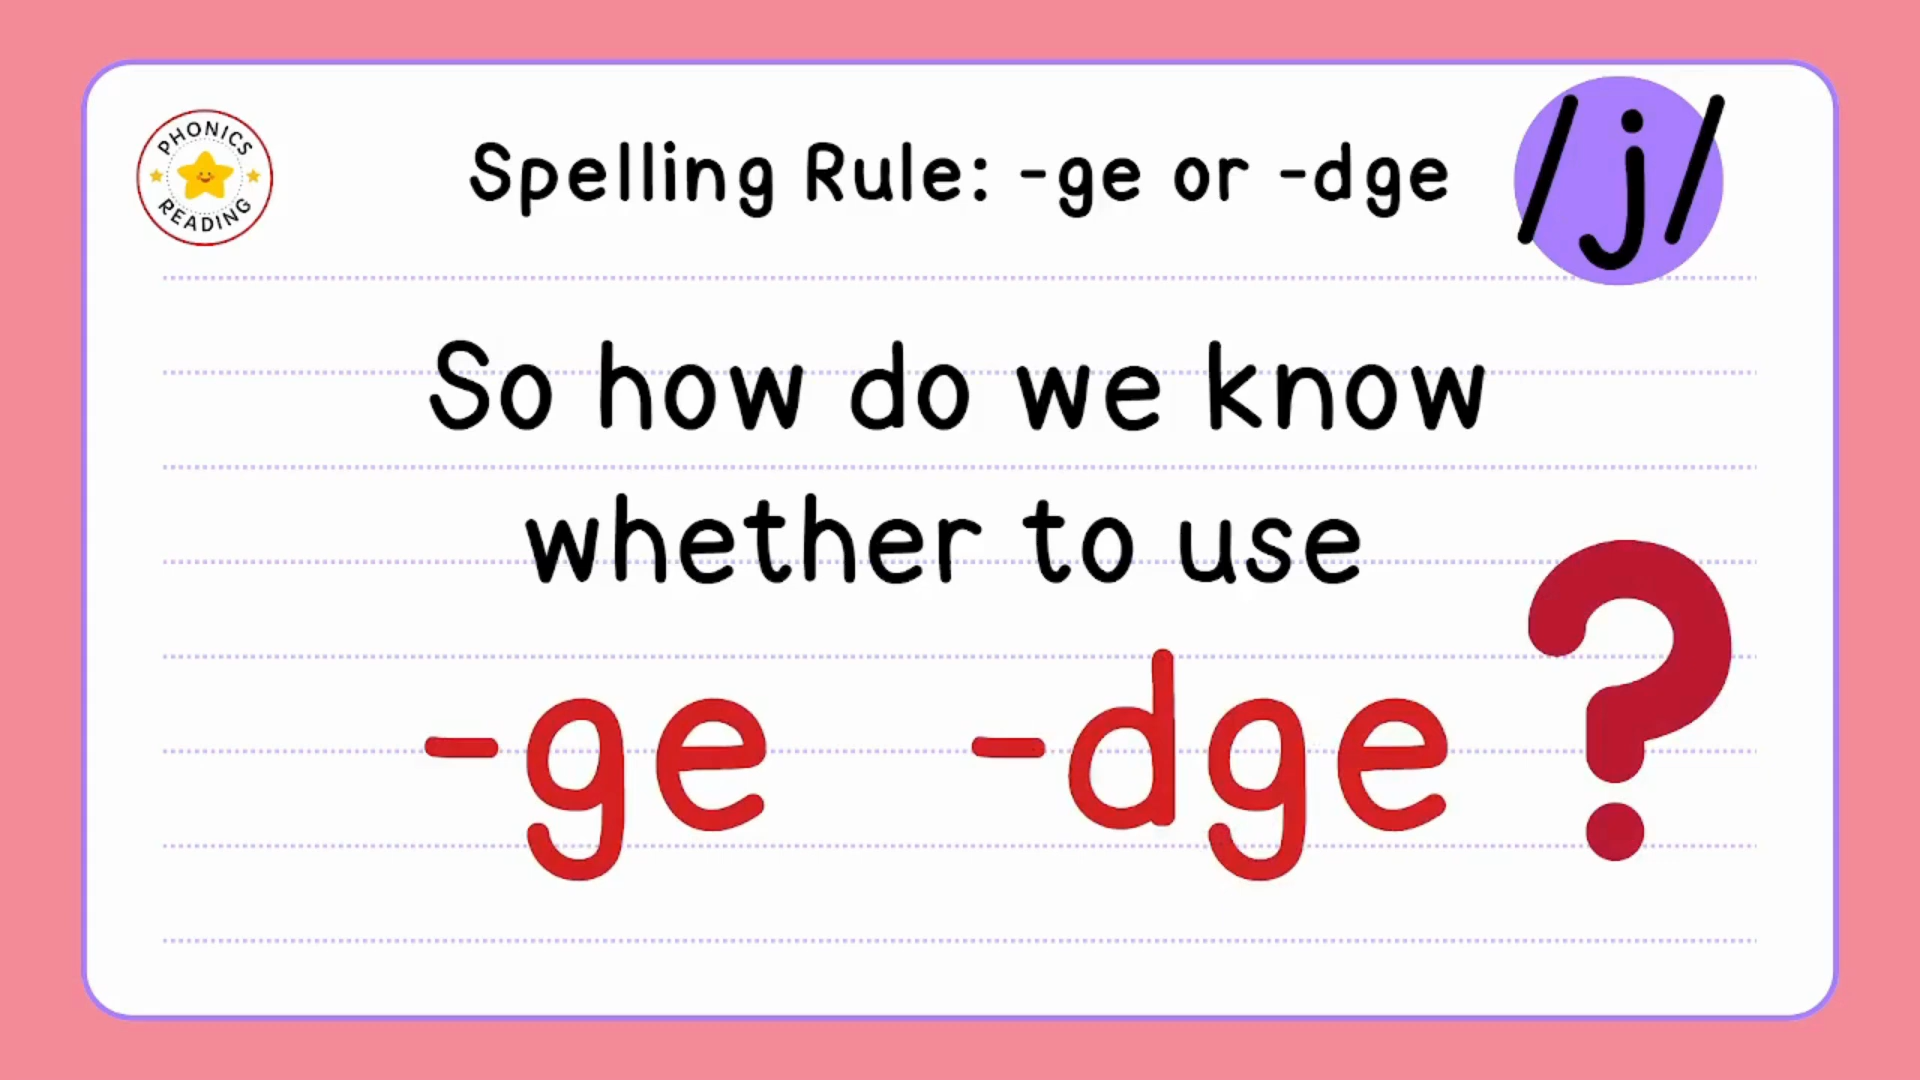 PHONICS
READING
Spelling Rule: -ge or -dge
/j/
So how do we know
whether to use
-ge -dge ?